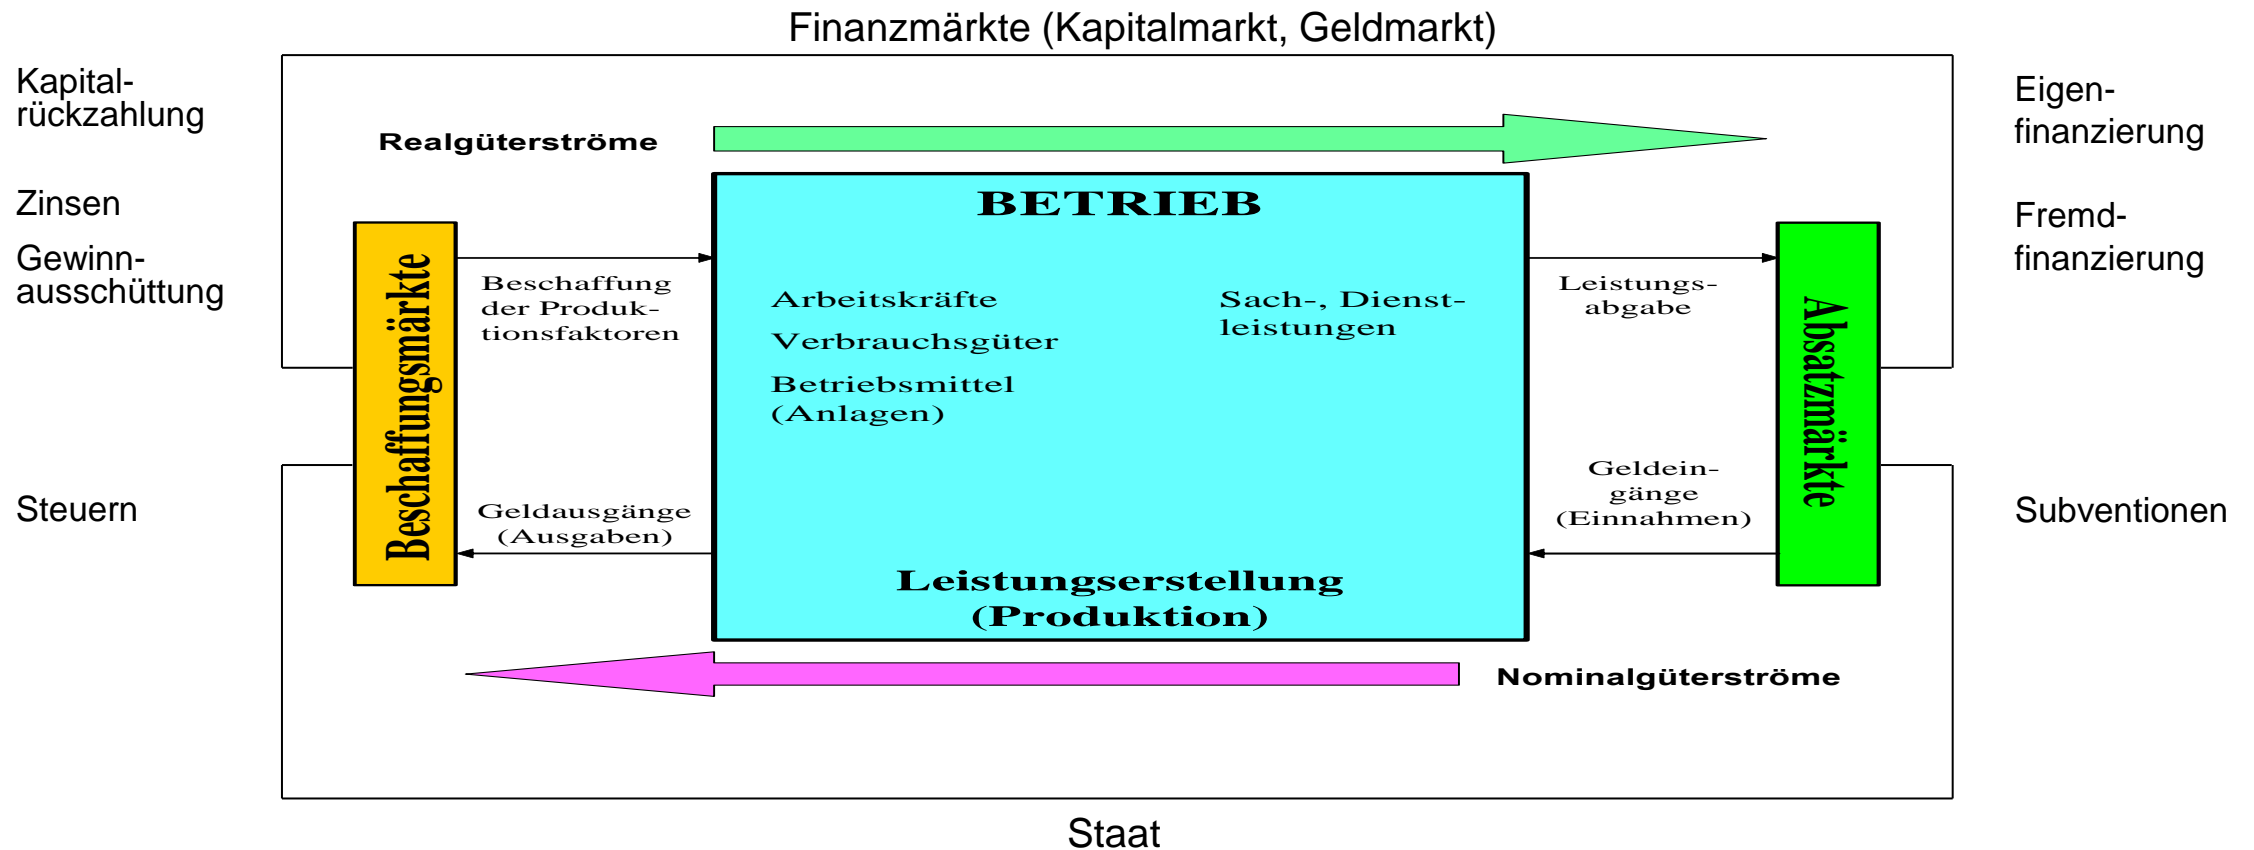 Finanzmärkte (Kapitalmarkt, Geldmarkt)
Kapital-
rückzahlung
Zinsen
Gewinn-
ausschüttung
Steuern
Realgüterströme
Beschaffungsmärkte
Beschaffung
der Produk-
tionsfaktoren
Geldausgänge
(Ausgaben)
BETRIEB
Arbeitskräfte
Verbrauchsgüter
Betriebsmittel
(Anlagen)
Sach-, Dienst-
leistungen
Leistungserstellung
(Produktion)
Leistungs-
abgabe
Geldein-
gänge
(Einnahmen)
Absatzmärkte
Nominalgüterströme
Eigen-
finanzierung
Fremd-
finanzierung
Subventionen
Staat